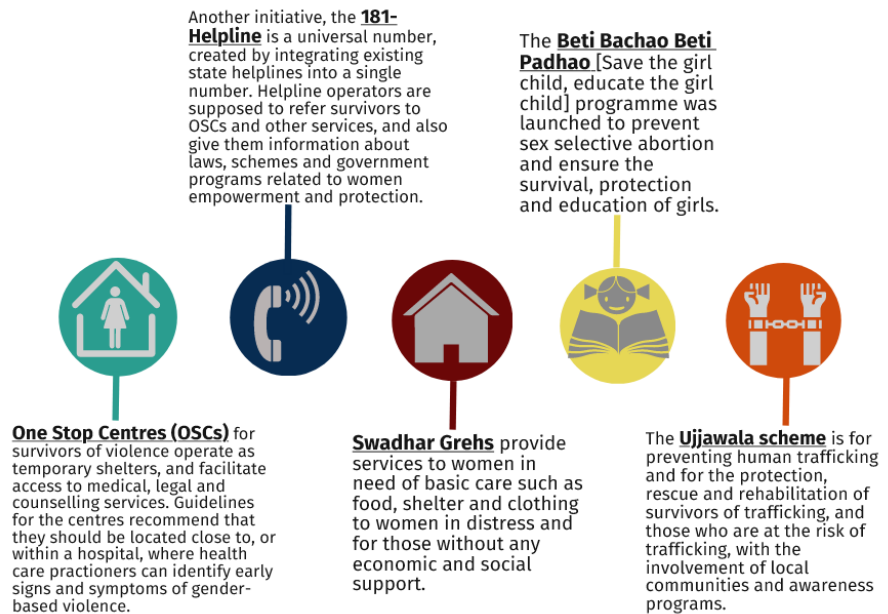 Another initiative, the 181-
Helpline is a universal number,
created by integrating existing
state helplines into a single
number. Helpline operators are
supposed to refer survivors to
OSCs and other services, and also
give them information about
laws, schemes and government
programs related to women
empowerment and protection.
The Beti Bachao Beti
Padhao [Save the girl
child, educate the girl
child] programme was
launched to prevent
sex selective abortion
and ensure the
survival, protection
and education of girls.
One Stop Centres (OSCs) for
survivors of violence operate as
temporary shelters, and facilitate
access to medical, legal and
counselling services. Guidelines
for the centres recommend that
they should be located close to, or
within a hospital, where health
care practioners can identify early
signs and symptoms of gender-
based violence.
Swadhar Grehs provide
services to women in
need of basic care such as
food, shelter and clothing
to women in distress and
for those without any
economic and social
support.
The Ujjawala scheme is for
preventing human trafficking
and for the protection,
rescue and rehabilitation of
survivors of trafficking, and
those who are at the risk of
trafficking, with the
involvement of local
communities and awareness
programs.